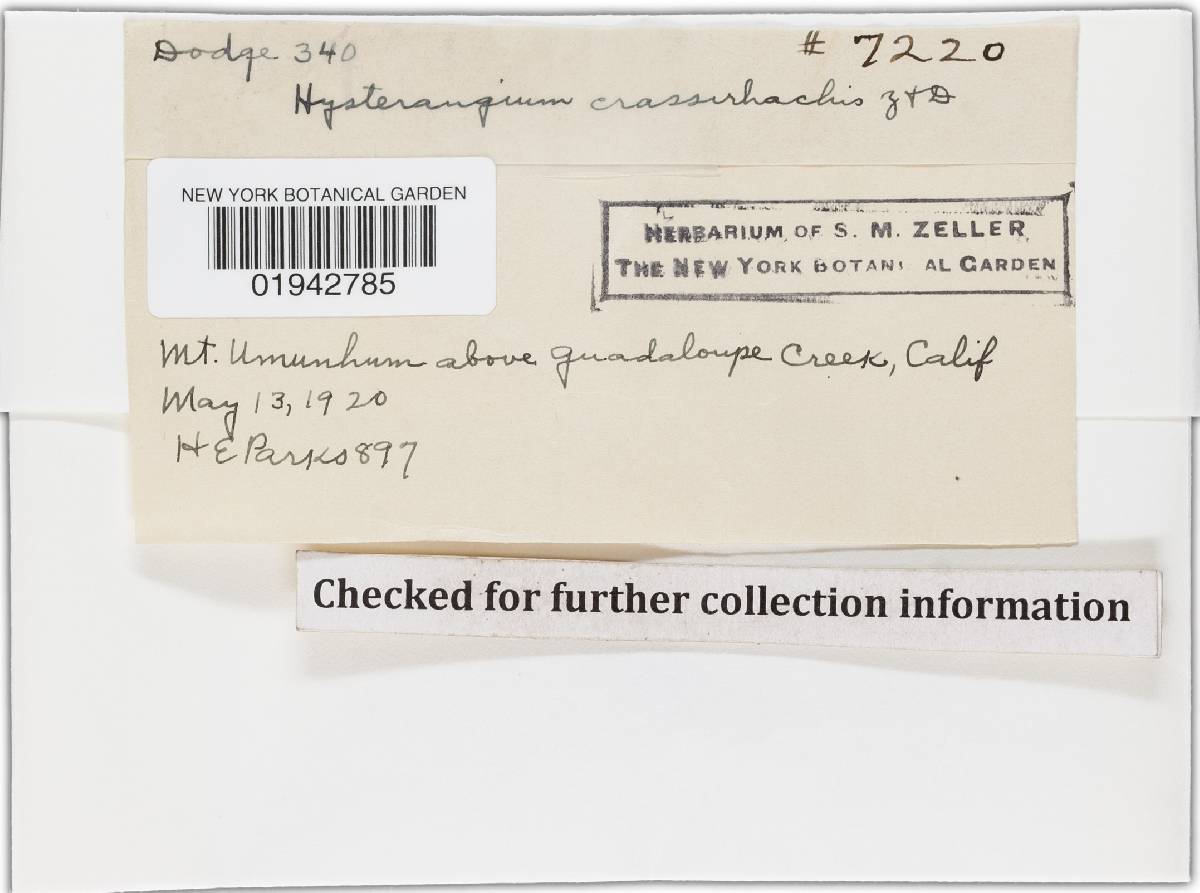 Dodge 340
# 7220
Hysterangium crassirhachis Z & D
NEW YORK BOTANICAL GARDEN
01942785
HERBARIUM OF S. M. ZELLER
THE NEW YORK BOTANI AL GARDEN
Mt. Umunhum above Guadaloupe Creek, Calif
May 13, 1920
H E Parks 897
Checked for further collection information